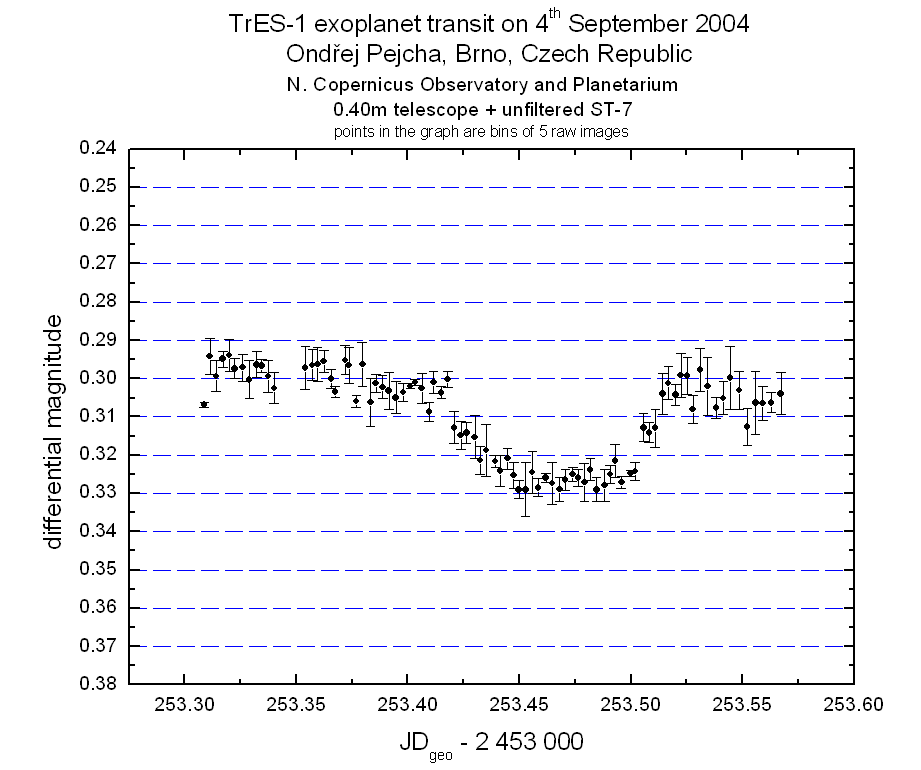 TrES-1 exoplanet transit on 4th September 2004
Ondřej Pejcha, Brno, Czech Republic
N. Copernicus Observatory and Planetarium
0.40m telescope + unfiltered ST-7
points in the graph are bins of 5 raw images
0.24
0.25
0.26
0.27
0.28
0.29
0.30
0.31
0.32
0.33
0.34
0.35
0.36
0.37
0.38
differential magnitude
253.30 253.35 253.40 253.45 253.50 253.55 253.60
JDgeo - 2 453 000